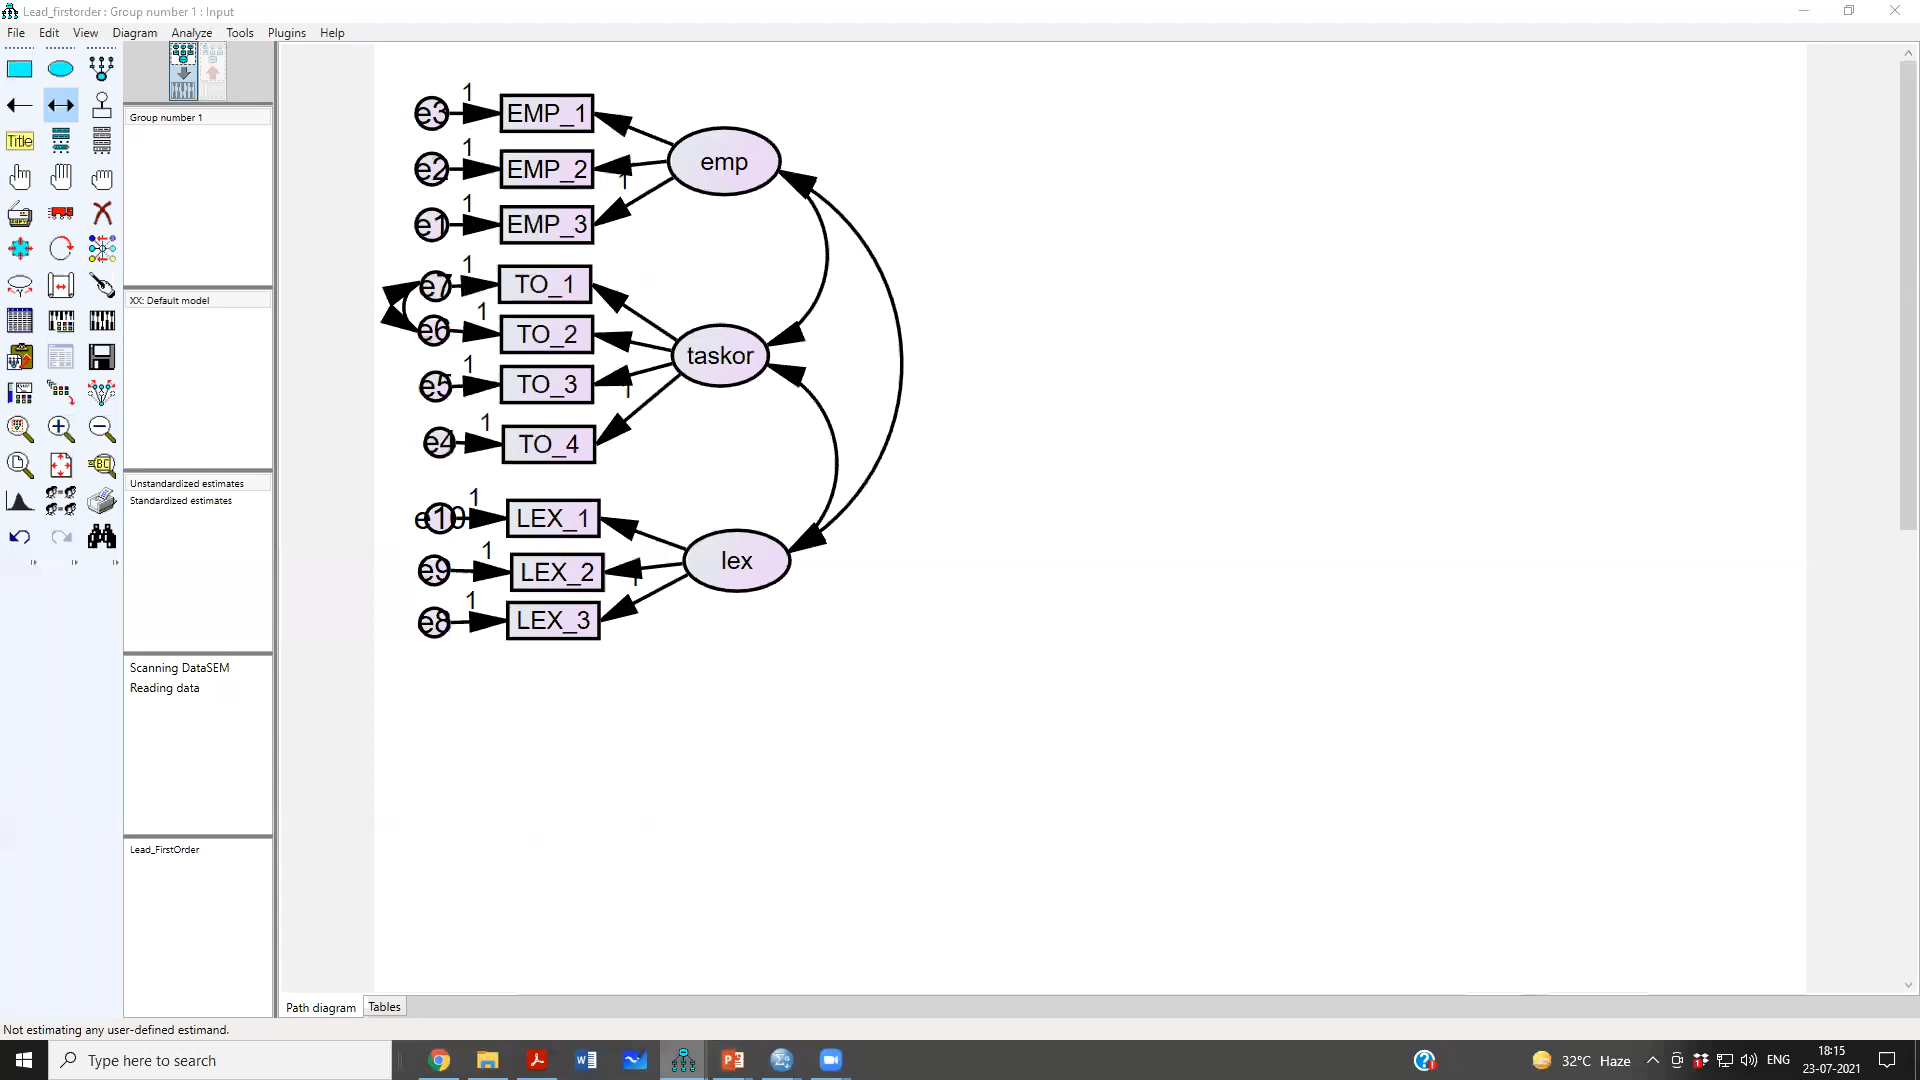 Lead_firstorder : Group number 1 : Input
File Edit View Diagram Analyze Tools Plugins Help
Title
Group number 1
XX: Default model
Unstandardized estimates
Standardized estimates
Scanning DataSEM
Reading data
Lead_FirstOrder
e3 1 EMP_1
e2 1 EMP_2 1
e1 1 EMP_3
emp
e7 1 TO_1
e6 1 TO_2
e5 1 TO_3 1
e4 1 TO_4
taskor
e10 1 LEX_1
e9 1 LEX_2 1
e8 1 LEX_3
lex
Path diagram Tables
Not estimating any user-defined estimand.
Type here to search
32°C Haze ENG
18:15
23-07-2021